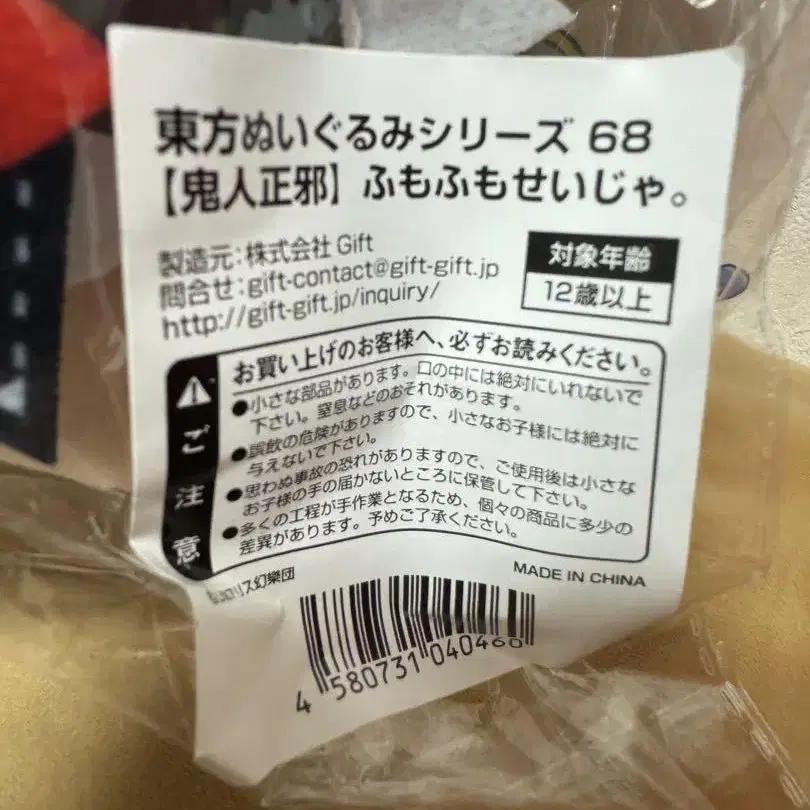 東方ぬいぐるみシリーズ 68
【鬼人正邪】ふもふもせいじゃ。
製造元:株式会社 Gift
問合せ:gift-contact@gift-gift.jp
http://gift-gift.jp/inquiry/
対象年齢
12歳以上
⚠ご注意
お買い上げのお客様へ、必ずお読みください。
●小さな部品があります。口の中には絶対にいれないで
下さい。窒息などのおそれがあります。
●誤飲の危険がありますので、小さなお子様には絶対に
与えないで下さい。
●思わぬ事故の恐れがありますので、ご使用後は小さな
お子様の手の届かないところに保管して下さい。
●多くの工程が手作業となるため、個々の商品に多少の
差異があります。予めご了承ください。
リス幻樂団
MADE IN CHINA
4 580731 040460